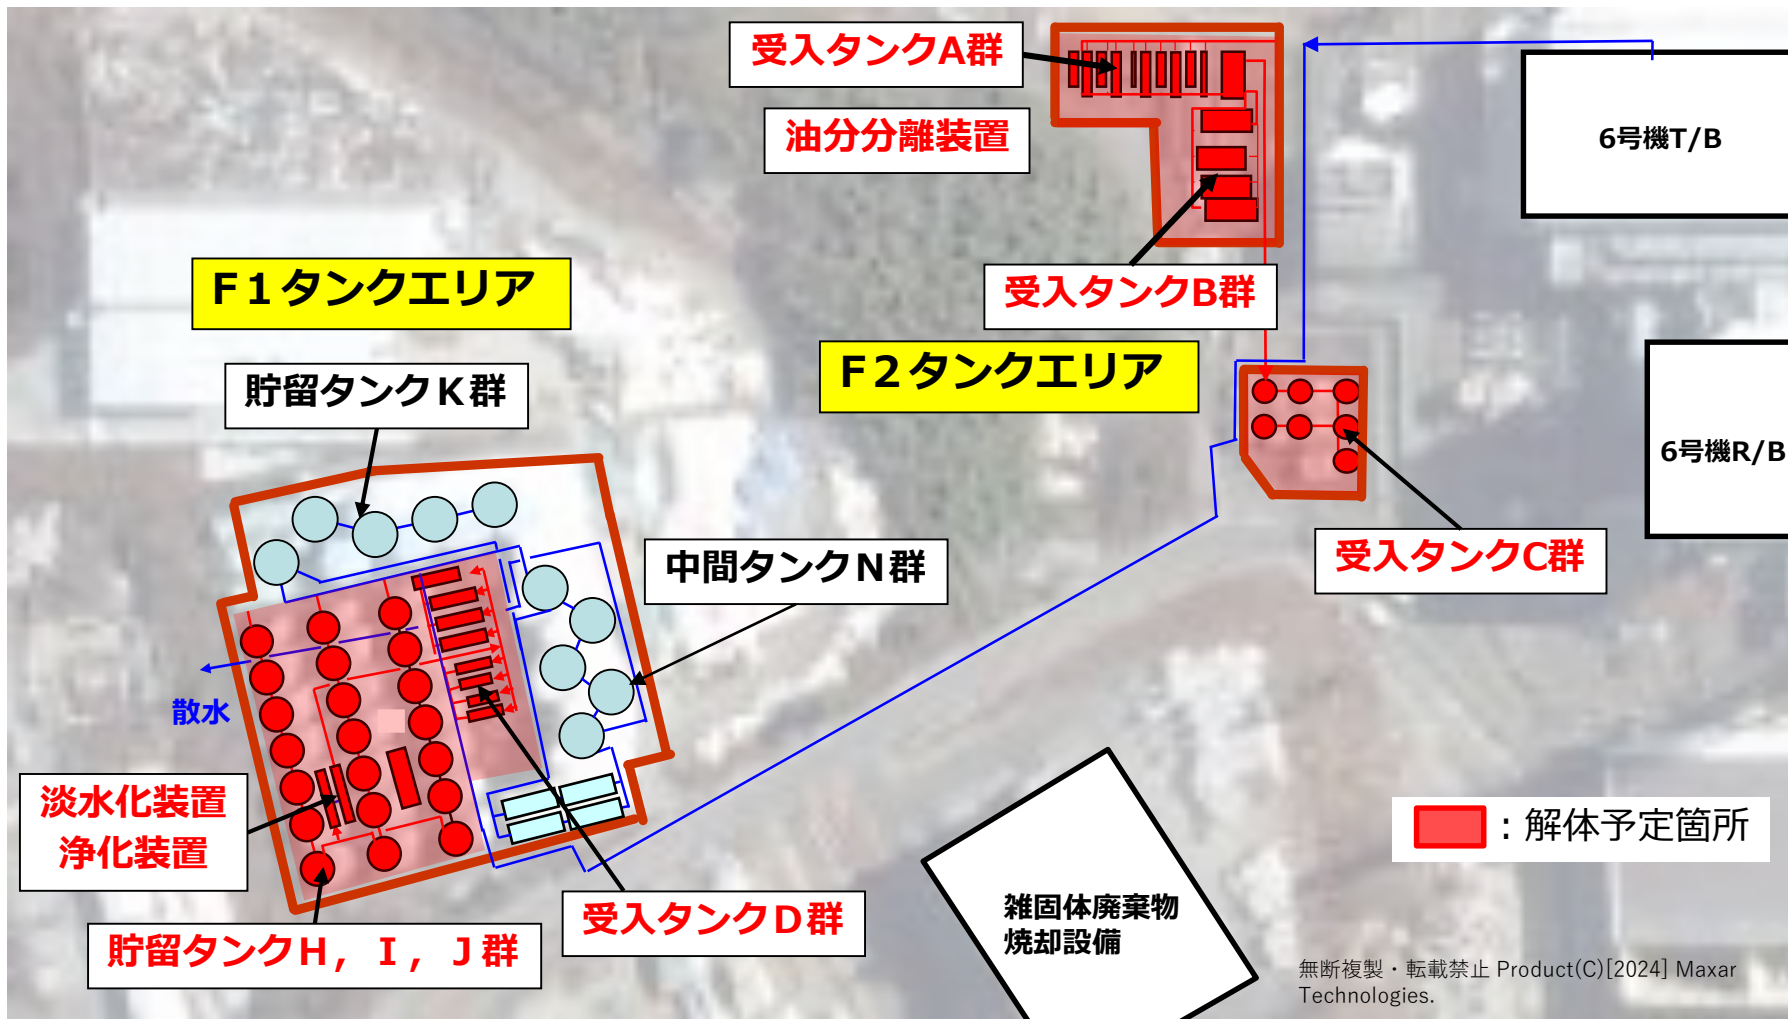 受入タンクA群
油分分離装置
6号機T/B
F1タンクエリア
受入タンクB群
F2タンクエリア
貯留タンクK群
6号機R/B
中間タンクN群
受入タンクC群
散水
淡水化装置
浄化装置
:解体予定箇所
受入タンクD群
貯留タンクH, I, J群
雑固体廃棄物
焼却設備
無断複製・転載禁止 Product(C)[2024] Maxar
Technologies.